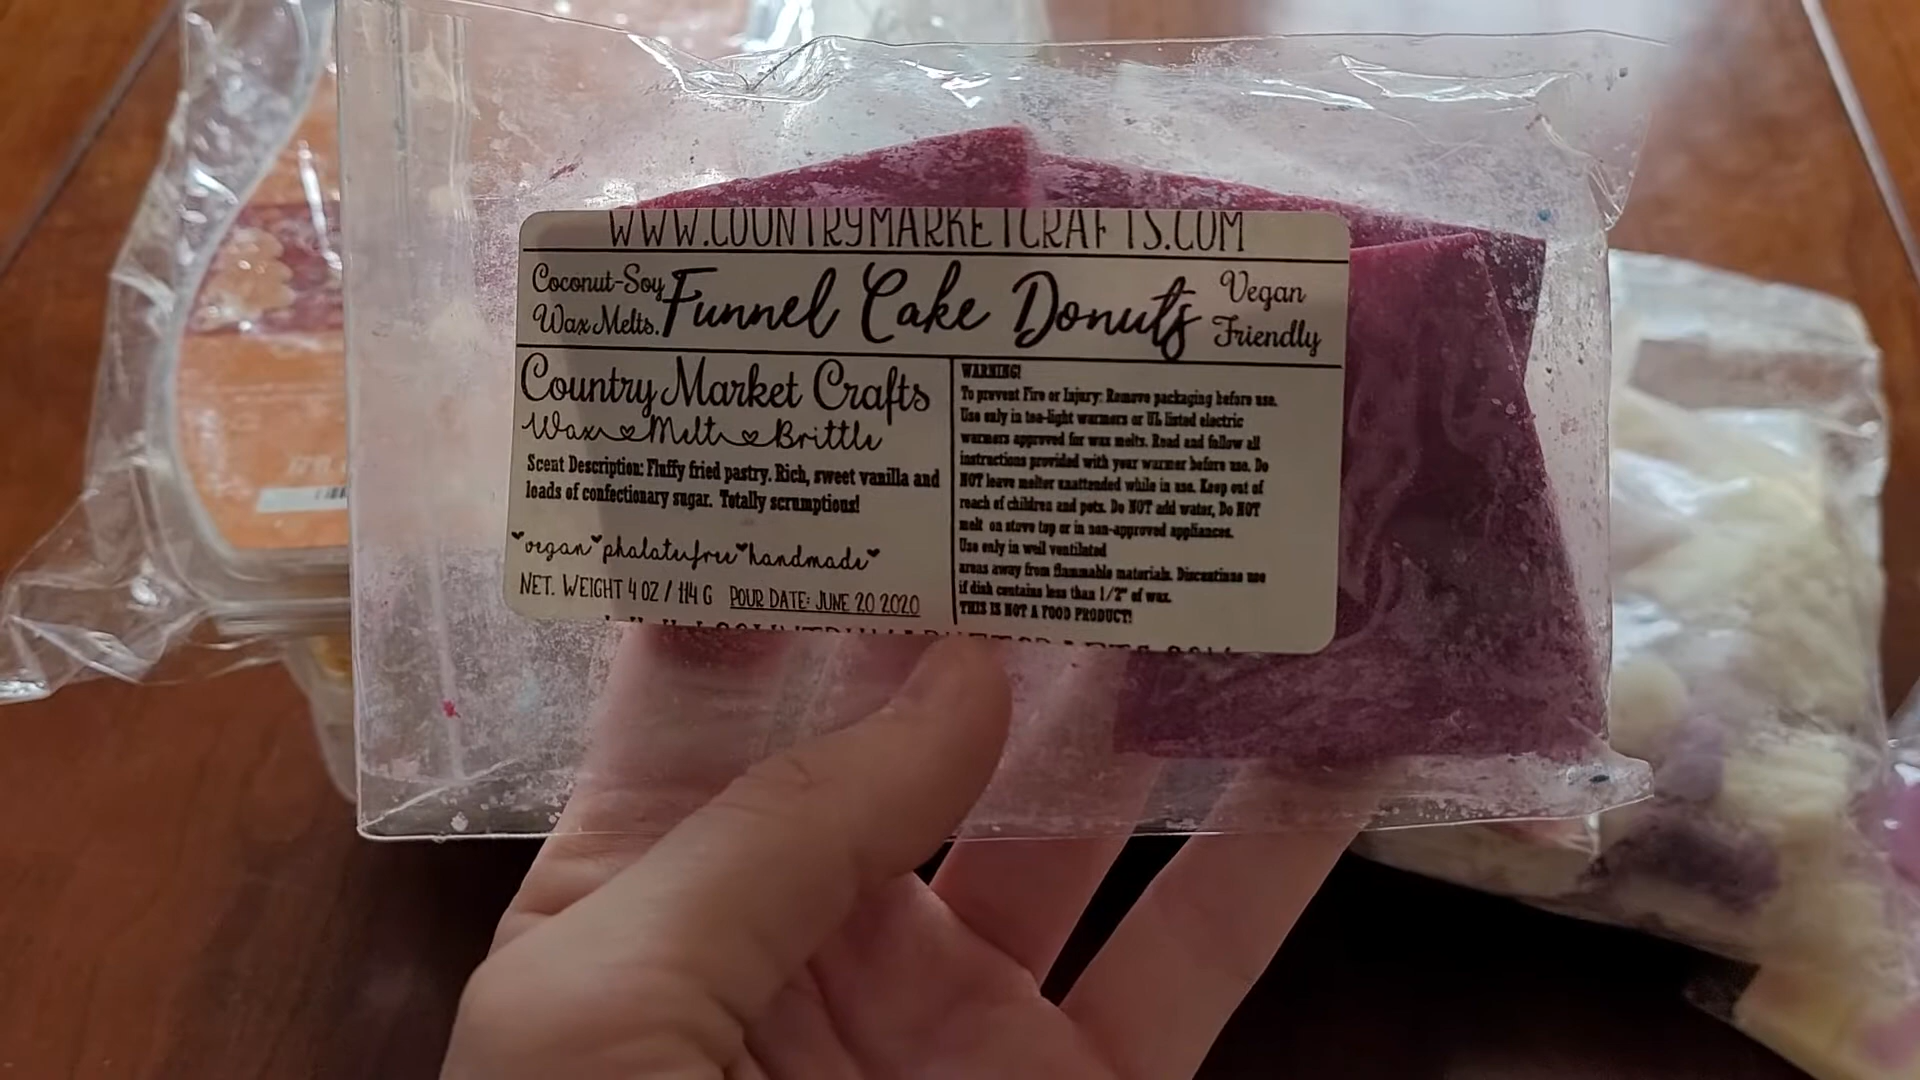 WWW.COUNTRYMARKETCRAFTS.COM
Coconut-Soy
Wax Melts.
Funnel Cake Donuts
Vegan
Friendly
Country Market Crafts
Wax Melt Brittle
Scent Description: Fluffy fried pastry. Rich, sweet vanilla and
loads of confectionary sugar. Totally scrumptious!
vegan phalatefree handmade
NET. WEIGHT 4 OZ / 114 G POUR DATE: JUNE 20 2020
WARNING!
To prevent Fire or Injury: Remove packaging before use.
Use only in tea-light warmers or UL listed electric
warmers approved for wax melts. Read and follow all
instructions provided with your warmer before use. Do
NOT leave melter unattended while in use. Keep out of
reach of children and pets. Do NOT add water, Do NOT
melt on stove top or in non-approved appliances.
Use only in well ventilated
areas away from flammable materials. Discontinue use
if dish contains less than 1/2" of wax.
THIS IS NOT A FOOD PRODUCT!